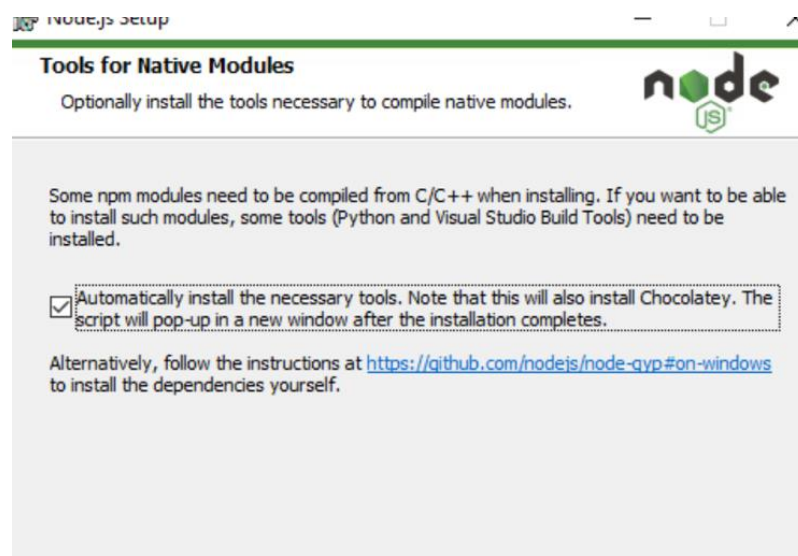 Node.js Setup
Tools for Native Modules
Optionally install the tools necessary to compile native modules.
node
JS
Some npm modules need to be compiled from C/C++ when installing. If you want to be able
to install such modules, some tools (Python and Visual Studio Build Tools) need to be
installed.
Automatically install the necessary tools. Note that this will also install Chocolatey. The
script will pop-up in a new window after the installation completes.
Alternatively, follow the instructions at https://github.com/nodejs/node-gyp#on-windows
to install the dependencies yourself.